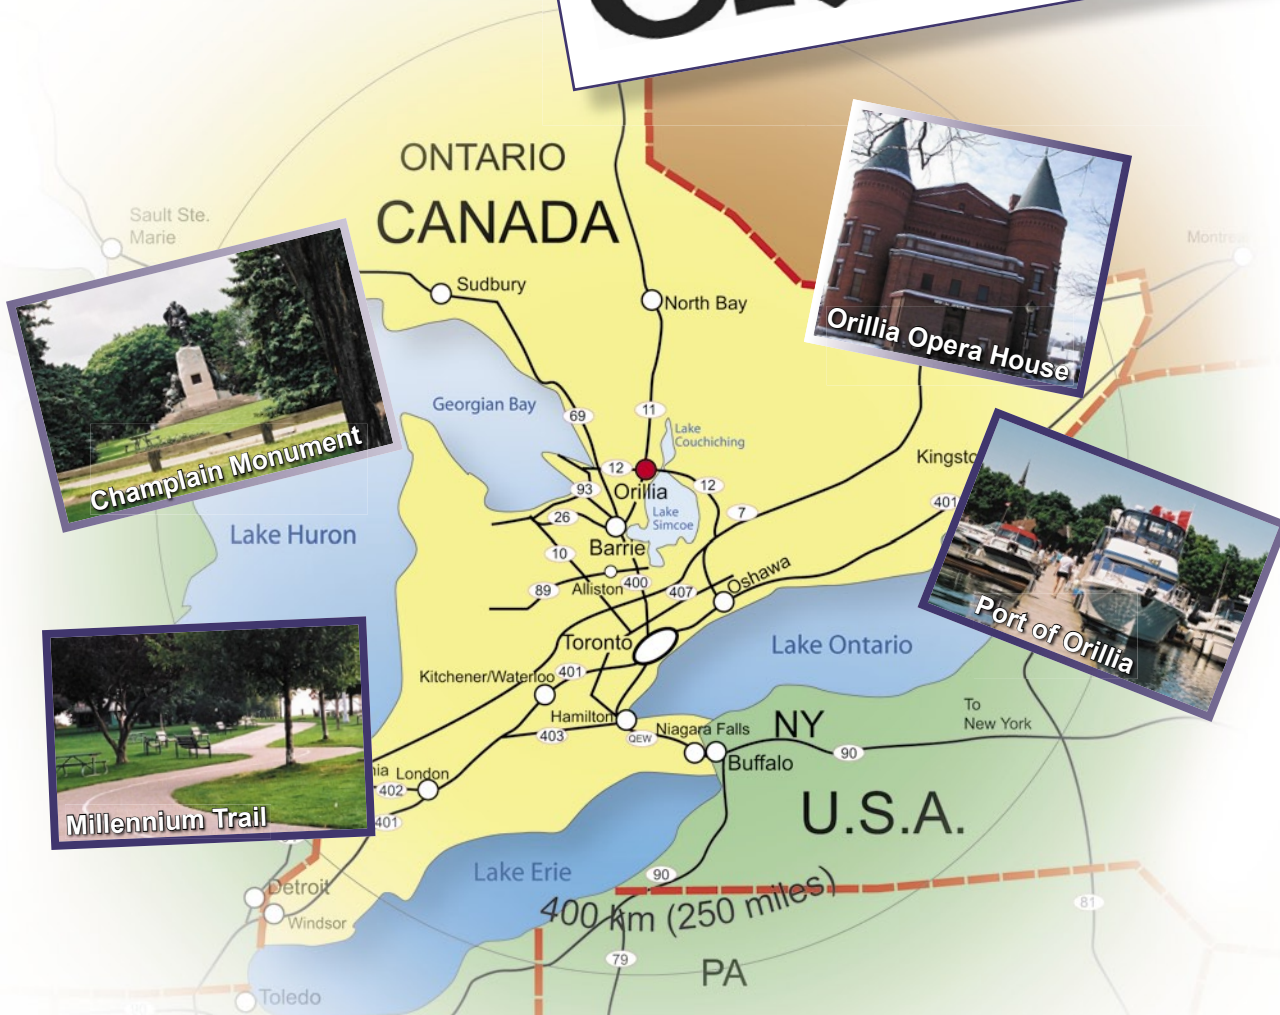 ONTARIO
CANADA
Sault Ste.
Marie
Sudbury
North Bay
Orillia Opera House
Champlain Monument
Georgian Bay
69
11
Lake
Couchiching
12
Orillia
12
93
26
Lake
Simcoe
7
401
Barrie
10
Alliston
400
89
407
Oshawa
Lake Huron
Port of Orillia
Toronto
Lake Ontario
Kitchener/Waterloo
401
Hamilton
403
QEW
Niagara Falls
NY
To
New York
90
Buffalo
London
402
401
Millennium Trail
U.S.A.
Lake Erie
90
400 km (250 miles)
Detroit
Windsor
81
79
PA
Toledo